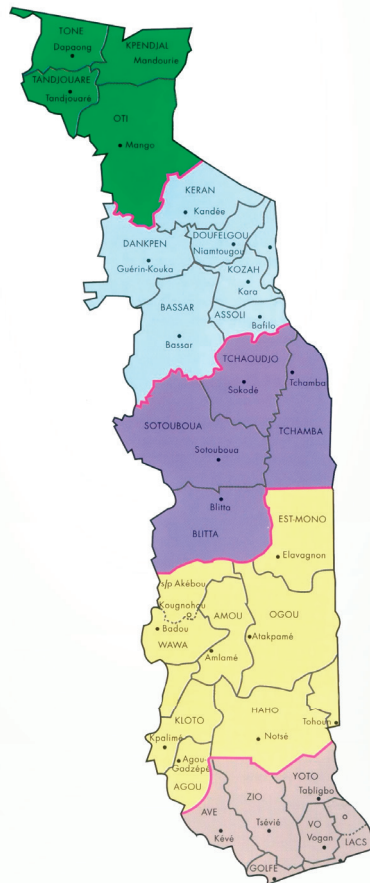 TONE
Dapaong
KPENDJAL
Mandourie
TANDJOUARE
Tandjouaré
OTI
Mango
KERAN
Kandée
DANKPEN
Guérin-Kouka
DOUFELGOU
Niamtougou
KOZAH
Kara
BASSAR
Bassar
ASSOLI
Bafilo
TCHAOUDJO
Sokodé
Tchamba
TCHAMBA
SOTOUBOUA
Sotouboua
Blitta
BLITTA
EST-MONO
Elavagnon
s/p Akébou
Kougnohou
Badou
WAWA
AMOU
Amlamé
OGOU
Atakpamé
KLOTO
Kpalimé
Agou-
Gadzépé
AGOU
HAHO
Notsé
Tohoun
AVE
Kévé
ZIO
Tsévié
YOTO
Tabligbo
VO
Vogan
LACS
GOLFE